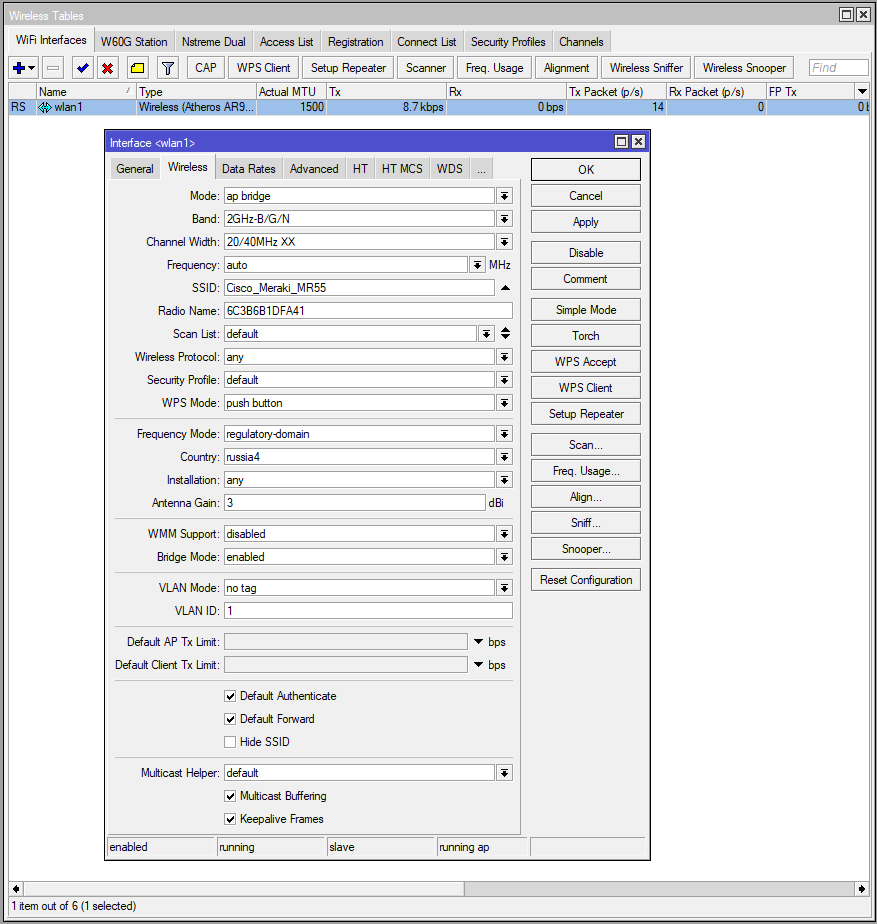 Wireless Tables
WiFi Interfaces W60G Station Nstreme Dual Access List Registration Connect List Security Profiles Channels
CAP WPS Client Setup Repeater Scanner Freq. Usage Alignment Wireless Sniffer Wireless Snooper Find
Name / Type Actual MTU Tx Rx Tx Packet (p/s) Rx Packet (p/s) FP Tx
RS wlan1 Wireless (Atheros AR9... 1500 8.7 kbps 0 bps 14 0 0
Interface <wlan1>
General Wireless Data Rates Advanced HT HT MCS WDS ...
Mode: ap bridge
Band: 2GHz-B/G/N
Channel Width: 20/40MHz XX
Frequency: auto MHz
SSID: Cisco_Meraki_MR55
Radio Name: 6C3B6B1DFA41
Scan List: default
Wireless Protocol: any
Security Profile: default
WPS Mode: push button
Frequency Mode: regulatory-domain
Country: russia4
Installation: any
Antenna Gain: 3 dBi
WMM Support: disabled
Bridge Mode: enabled
VLAN Mode: no tag
VLAN ID: 1
Default AP Tx Limit: bps
Default Client Tx Limit: bps
Default Authenticate
Default Forward
Hide SSID
Multicast Helper: default
Multicast Buffering
Keepalive Frames
OK
Cancel
Apply
Disable
Comment
Simple Mode
Torch
WPS Accept
WPS Client
Setup Repeater
Scan...
Freq. Usage...
Align...
Sniff...
Snooper...
Reset Configuration
enabled running slave running ap
1 item out of 6 (1 selected)